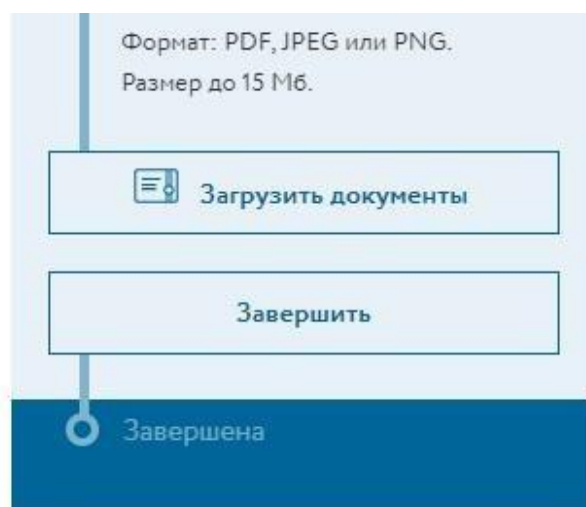 Формат: PDF, JPEG или PNG.
Размер до 15 Мб.
Загрузить документы
Завершить
Завершена